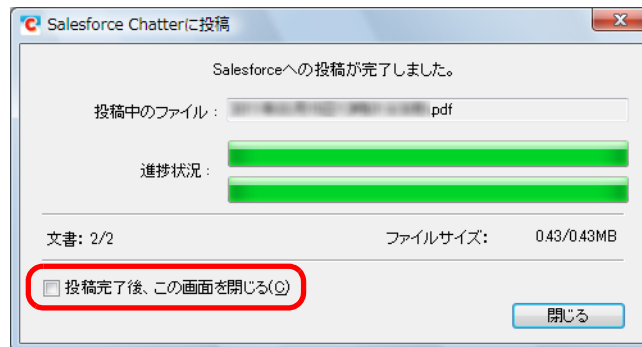 Salesforce Chatterに投稿
Salesforceへの投稿が完了しました。
投稿中のファイル： .pdf
進捗状況：
文書: 2/2 ファイルサイズ: 0.43/0.43MB
投稿完了後、この画面を閉じる(C)
閉じる